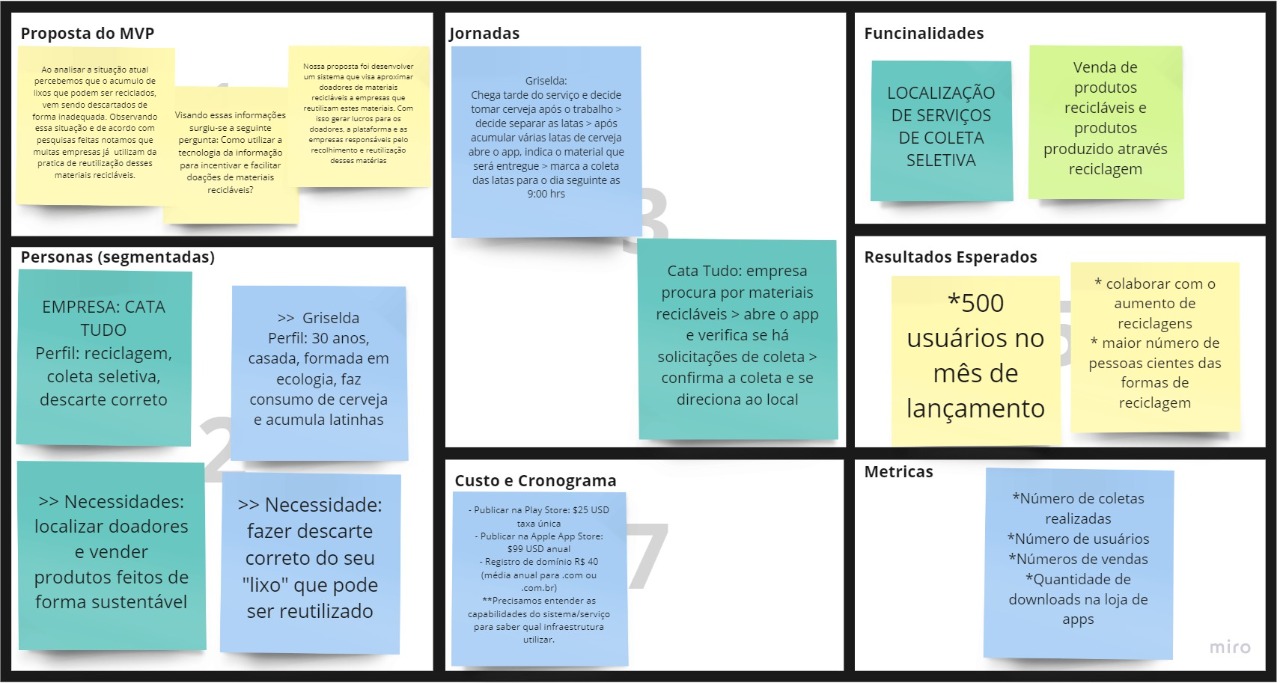 Proposta do MVP
Ao analisar a situação atual
percebemos que o acumulo de
lixos que podem ser reciclados,
vem sendo descartados de
forma inadequada. Observando
essa situação e de acordo com
pesquisas feitas notamos que
muitas empresas já  utilizam da
pratica de reutilização desses
materiais recicláveis.
Visando essas informações
surgiu-se a seguinte
pergunta: Como utilizar a
tecnologia da informação
para incentivar e facilitar
doações de materiais
recicláveis?
Nossa proposta foi desenvolver
um sistema que visa aproximar
doadores de materiais
recicláveis a empresas que
reutilizam estes materiais. Com
isso gerar lucros para os
doadores, a plataforma e as
empresas responsáveis pelo
recolhimento e reutilização
desses matérias
Personas (segmentadas)
2
EMPRESA: CATA
TUDO
Perfil: reciclagem,
coleta seletiva,
descarte correto
>>  Griselda
Perfil: 30 anos,
casada, formada em
ecologia, faz
consumo de cerveja
e acumula latinhas
>> Necessidades:
localizar doadores
e vender
produtos feitos de
forma sustentável
>> Necessidade:
fazer descarte
correto do seu
"lixo" que pode
ser reutilizado
Jornadas
3
Griselda:
Chega tarde do serviço e decide
tomar cerveja após o trabalho >
decide separar as latas > após
acumular várias latas de cerveja
abre o app, indica o material que
será entregue > marca a coleta
das latas para o dia seguinte as
9:00 hrs
Cata Tudo: empresa
procura por materiais
recicláveis > abre o app
e verifica se há
solicitações de coleta >
confirma a coleta e se
direciona ao local
Funcinalidades
LOCALIZAÇÃO
DE SERVIÇOS
DE COLETA
SELETIVA
Venda de
produtos
recicláveis e
produtos
produzido através
reciclagem
Resultados Esperados
5
*500
usuários no
mês de
lançamento
* colaborar com o
aumento de
reciclagens
* maior número de
pessoas cientes das
formas de
reciclagem
Custo e Cronograma
7
- Publicar na Play Store: $25 USD
taxa única
- Publicar na Apple App Store:
$99 USD anual
- Registro de domínio R$ 40
(média anual para .com ou
.com.br)
**Precisamos entender as
capabilidades do sistema/serviço
para saber qual infraestrutura
utilizar.
Metricas
*Número de coletas
realizadas
*Número de usuários
*Números de vendas
*Quantidade de
downloads na loja de
apps
miro